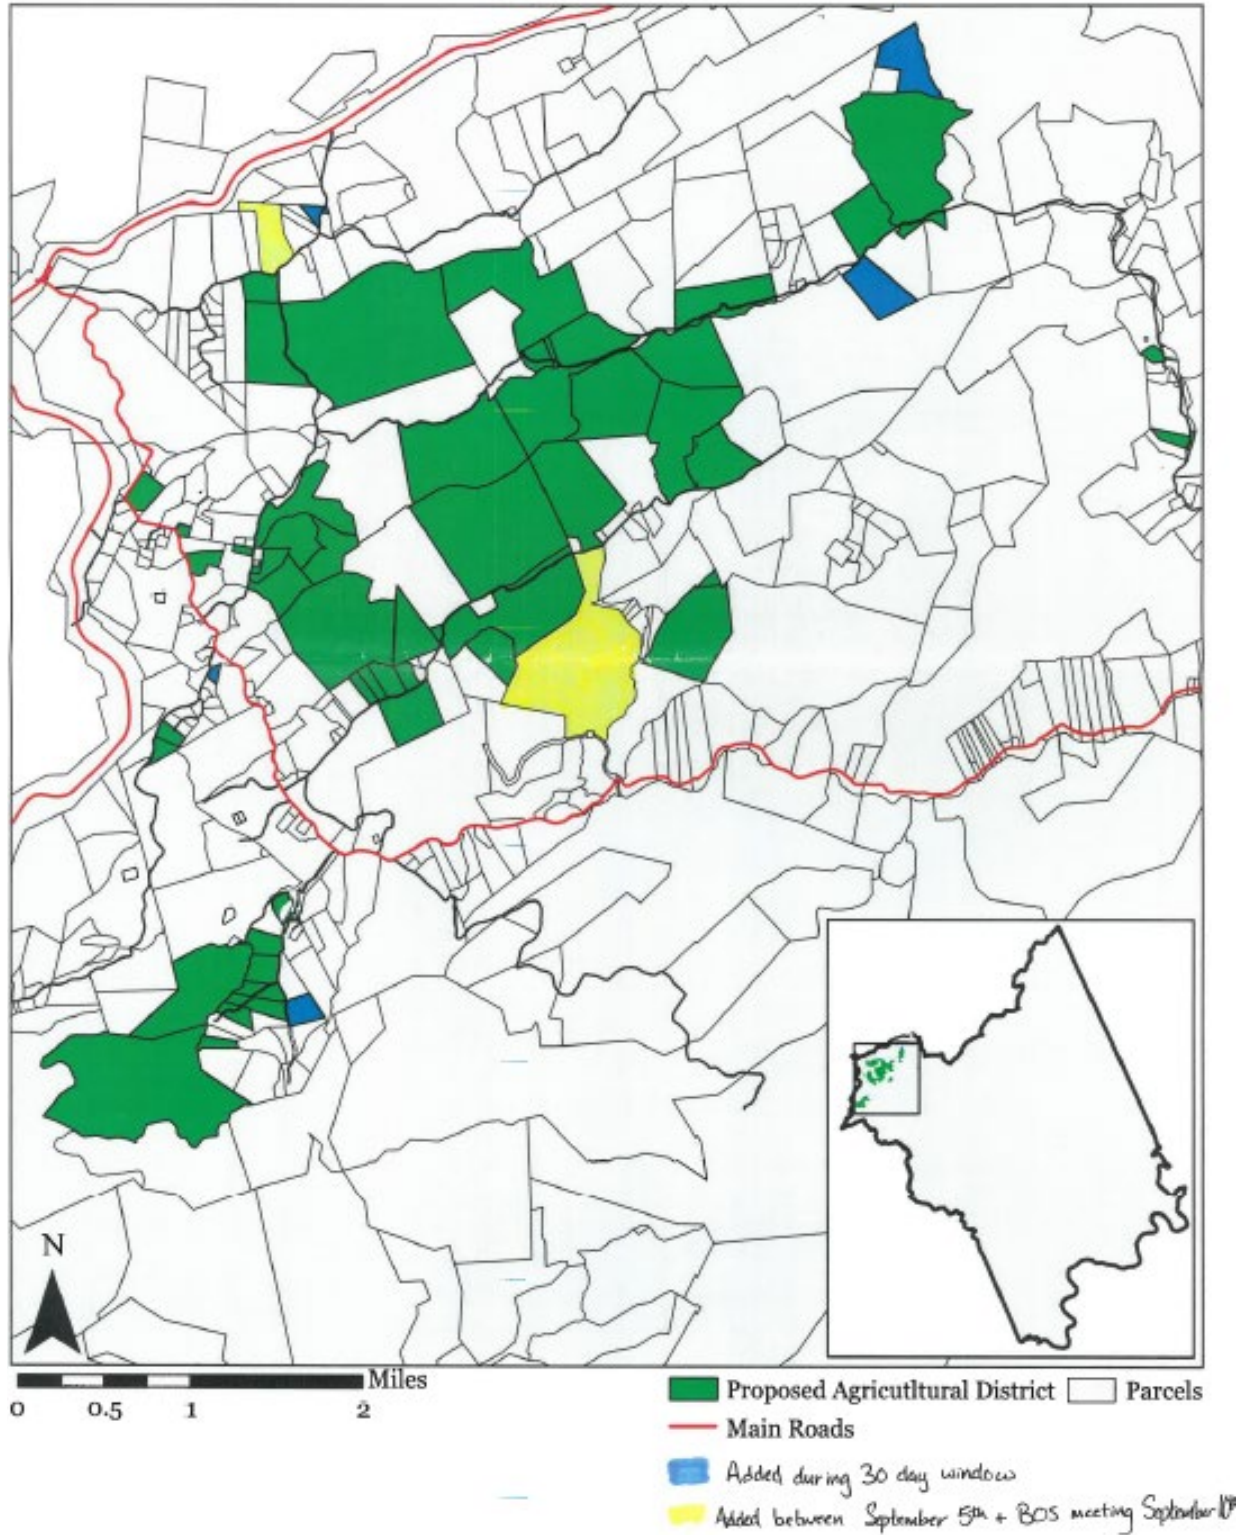 N
Miles
0 0.5 1 2
Proposed Agricutltural District Parcels
Main Roads
Added during 30 day window
Added between September 5th + BOS meeting September 10th